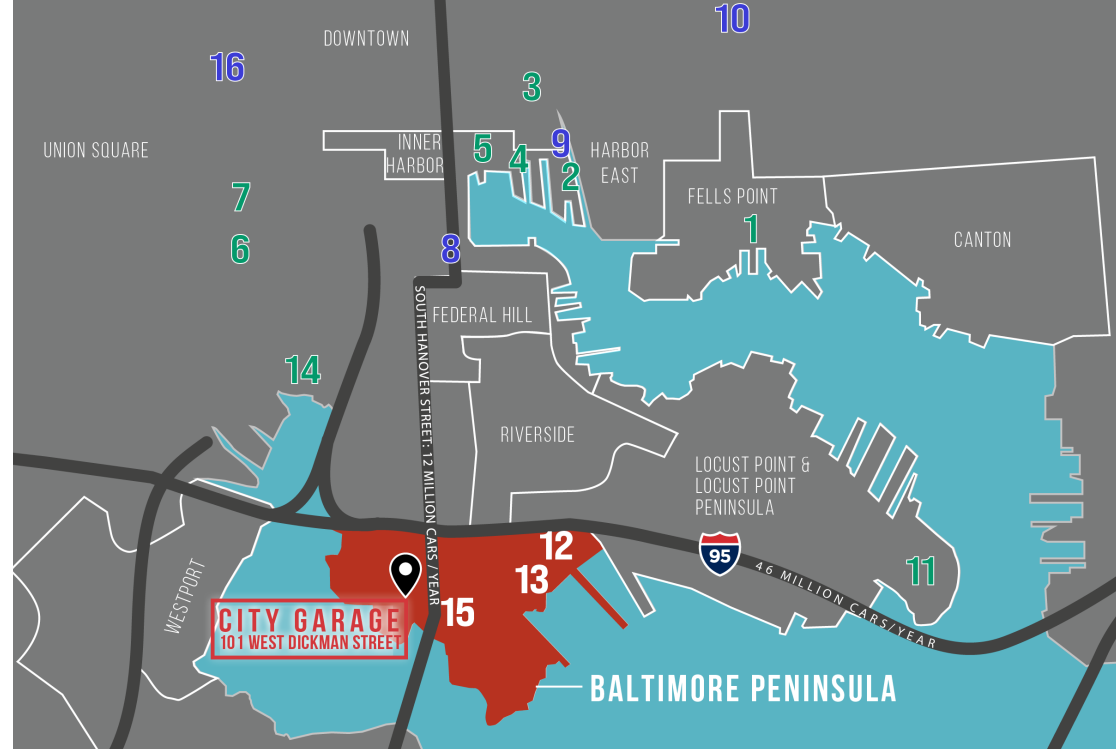 10
DOWNTOWN
16
3
UNION SQUARE
INNER
HARBOR
5
4
9
2
HARBOR
EAST
7
FELLS POINT
1
6
8
CANTON
FEDERAL HILL
SOUTH HANOVER STREET: 12 MILLION CARS / YEAR
14
RIVERSIDE
LOCUST POINT &
LOCUST POINT
PENINSULA
12
95
46 MILLION CARS/YEAR
11
13
15
WESTPORT
CITY GARAGE
101 WEST DICKMAN STREET
BALTIMORE PENINSULA